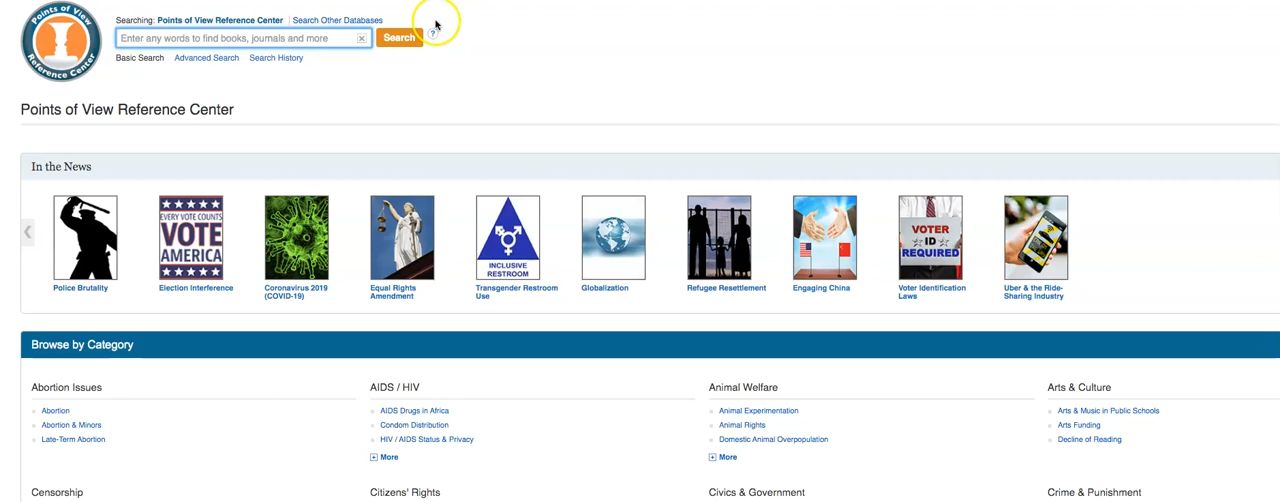 Points of View
Reference Center
Searching: Points of View Reference Center | Search Other Databases
Enter any words to find books, journals and more
Search
?
Basic Search Advanced Search Search History
Points of View Reference Center
In the News
EVERY VOTE COUNTS
VOTE
AMERICA
INCLUSIVE
RESTROOM
VOTER
ID
REQUIRED
Police Brutality
Election Interference
Coronavirus 2019
(COVID-19)
Equal Rights
Amendment
Transgender Restroom
Use
Globalization
Refugee Resettlement
Engaging China
Voter Identification
Laws
Uber & the Ride-
Sharing Industry
Browse by Category
Abortion Issues
Abortion
Abortion & Minors
Late-Term Abortion
AIDS / HIV
AIDS Drugs in Africa
Condom Distribution
HIV / AIDS Status & Privacy
More
Animal Welfare
Animal Experimentation
Animal Rights
Domestic Animal Overpopulation
More
Arts & Culture
Arts & Music in Public Schools
Arts Funding
Decline of Reading
Censorship
Citizens' Rights
Civics & Government
Crime & Punishment